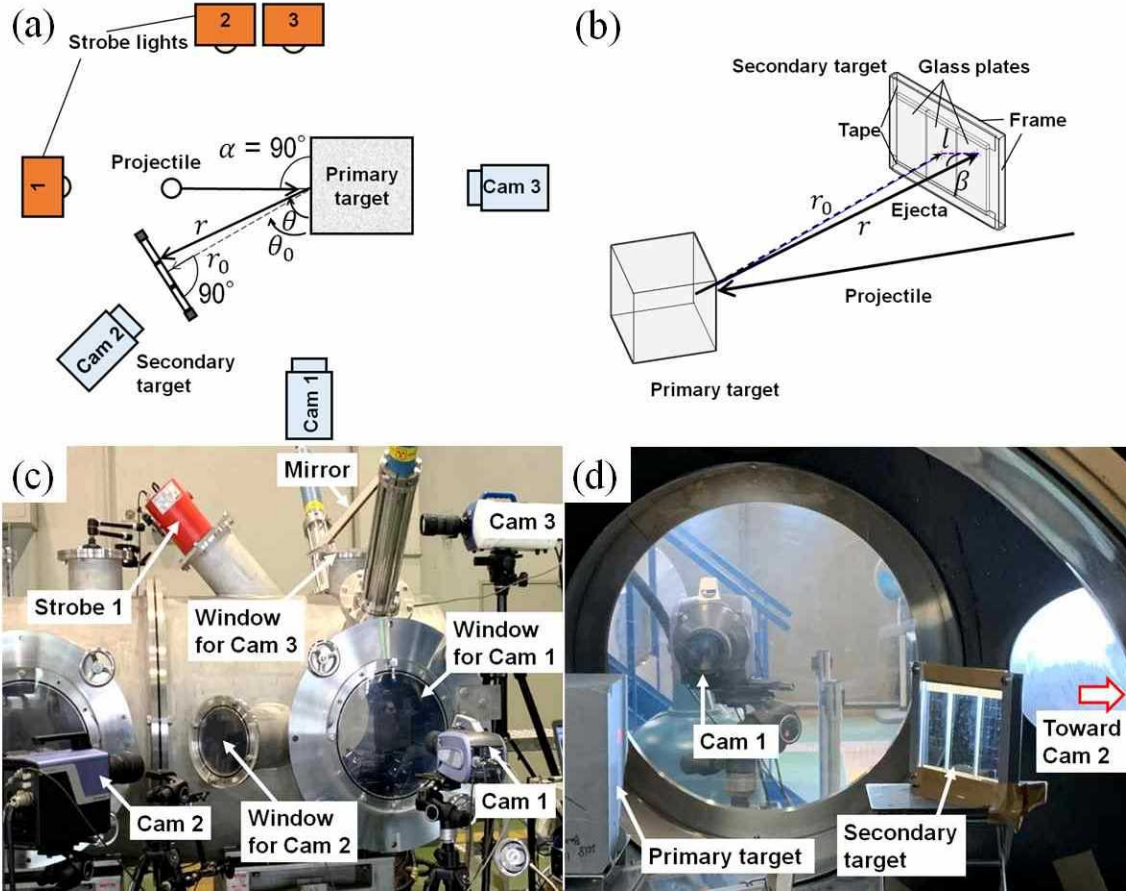 (a)
2
3
Strobe lights
1
Projectile
α = 90°
Primary
target
Cam 3
r
θ
θ₀
r₀
90°
Cam 2
Secondary
target
Cam 1
(b)
Secondary target
Glass plates
Tape
Frame
l
β
r₀
r
Ejecta
Projectile
Primary target
(c)
Mirror
Cam 3
Strobe 1
Window
for Cam 3
Window
for Cam 1
Cam 2
Window
for Cam 2
Cam 1
(d)
Cam 1
Toward
Cam 2
Primary target
Secondary
target